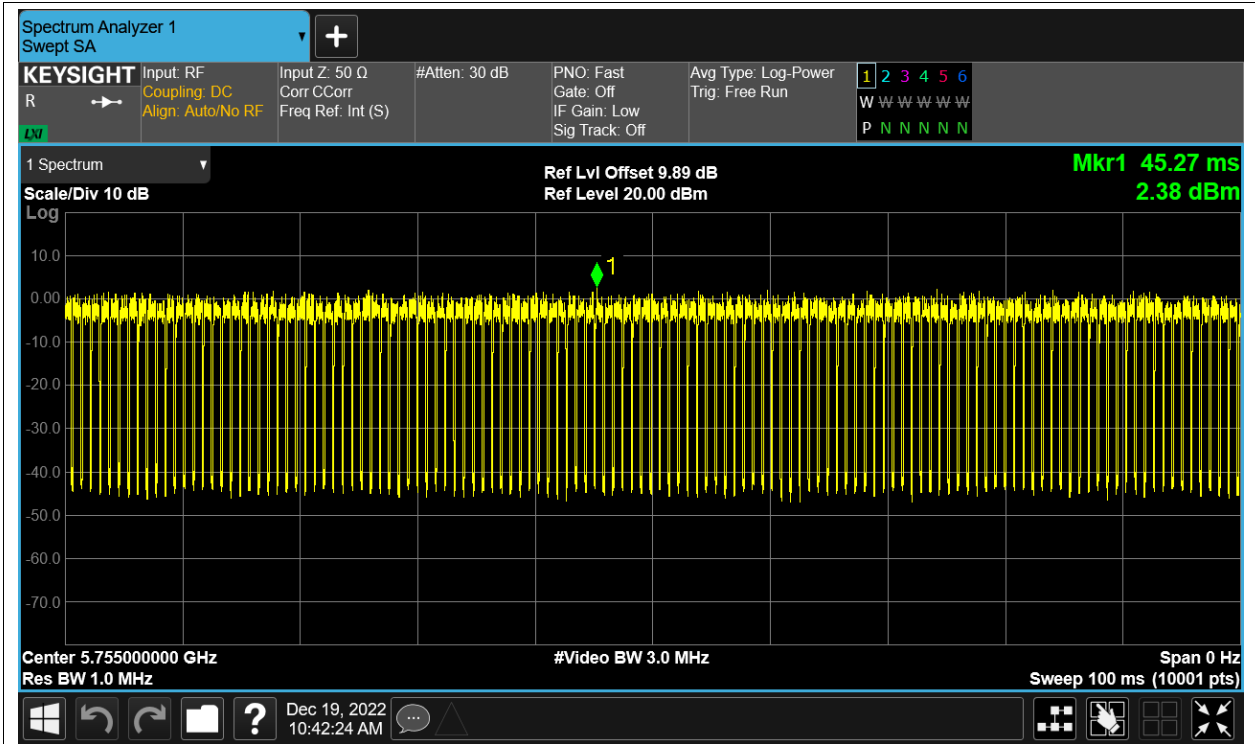 Spectrum Analyzer 1
Swept SA
KEYSIGHT
R
LXI
Input: RF
Coupling: DC
Align: Auto/No RF
Input Z: 50 Ω
Corr CCorr
Freq Ref: Int (S)
#Atten: 30 dB
PNO: Fast
Gate: Off
IF Gain: Low
Sig Track: Off
Avg Type: Log-Power
Trig: Free Run
1 2 3 4 5 6
W W W W W W
P N N N N N
1 Spectrum
Scale/Div 10 dB
Log
Ref Lvl Offset 9.89 dB
Ref Level 20.00 dBm
Mkr1 45.27 ms
2.38 dBm
1
10.0
0.00
-10.0
-20.0
-30.0
-40.0
-50.0
-60.0
-70.0
Center 5.755000000 GHz
Res BW 1.0 MHz
#Video BW 3.0 MHz
Span 0 Hz
Sweep 100 ms (10001 pts)
?
Dec 19, 2022
10:42:24 AM